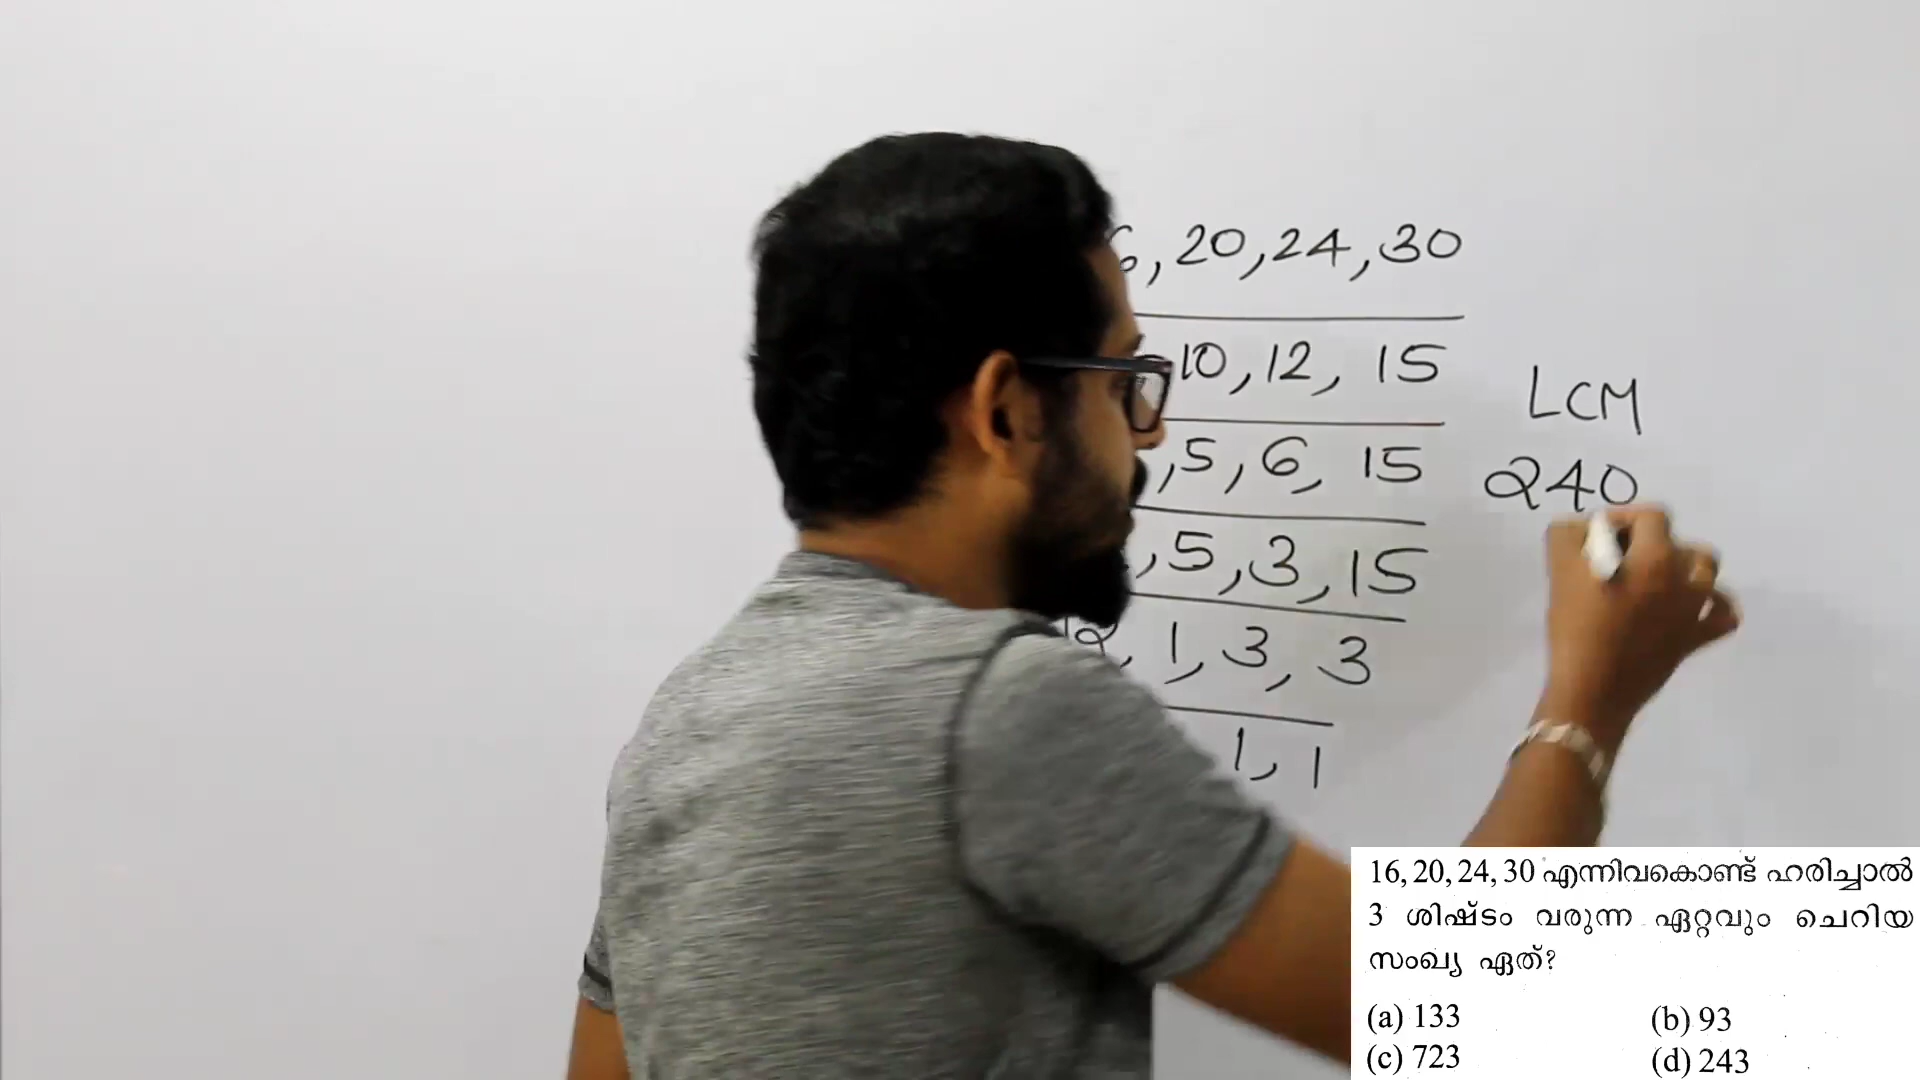 , 20, 24, 30
10, 12, 15
, 5, 6, 15
, 5, 3, 15
2, 1, 3, 3
1, 1
LCM
240
16, 20, 24, 30 എന്നിവകൊണ്ട് ഹരിച്ചാൽ
3 ശിഷ്ടം വരുന്ന ഏറ്റവും ചെറിയ
സംഖ്യ ഏത്?
(a) 133 (b) 93
(c) 723 (d) 243